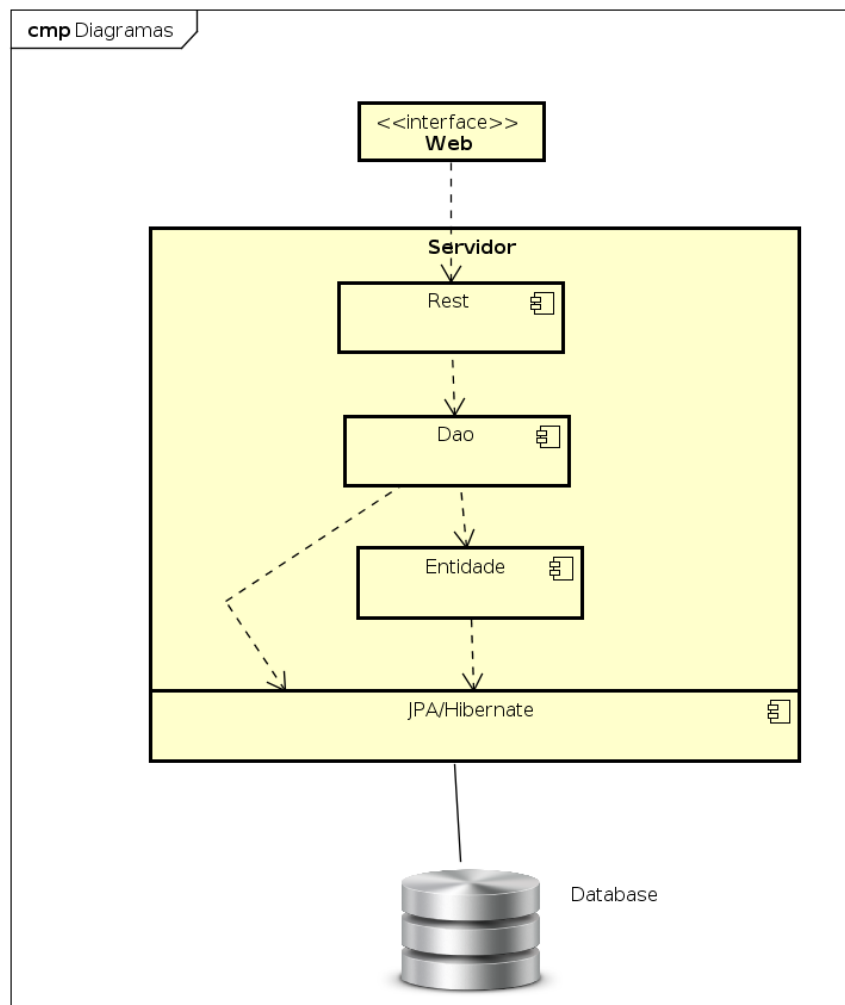 cmp Diagramas
<<interface>>
Web
Servidor
Rest
Dao
Entidade
JPA/Hibernate
Database